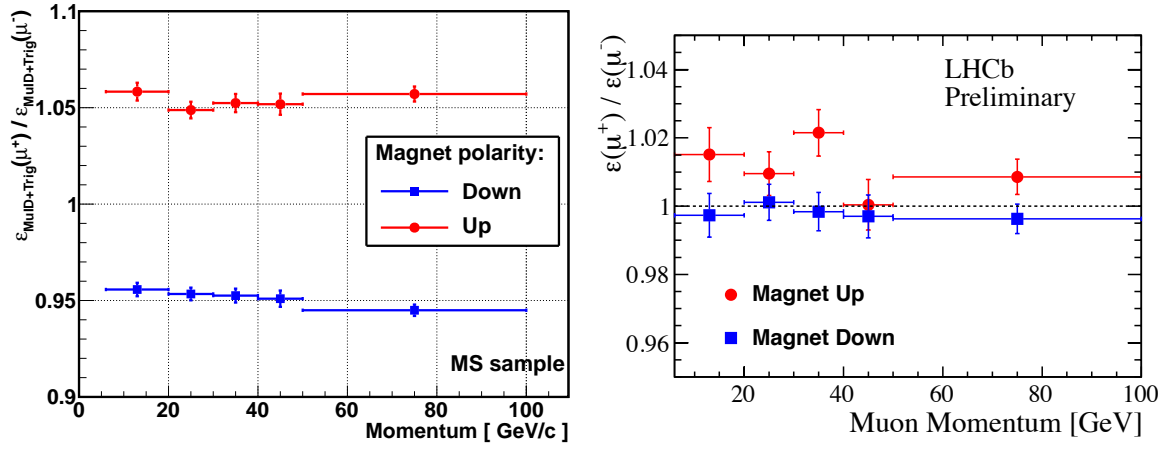 ε_MuID+Trig(μ⁺) / ε_MuID+Trig(μ⁻)
1.1
1.05
1
0.95
0.9
Magnet polarity:
Down
Up
MS sample
0 20 40 60 80 100
Momentum [ GeV/c ]
ε(μ⁺) / ε(μ⁻)
1.04
1.02
1
0.98
0.96
LHCb
Preliminary
Magnet Up
Magnet Down
20 40 60 80 100
Muon Momentum [GeV]